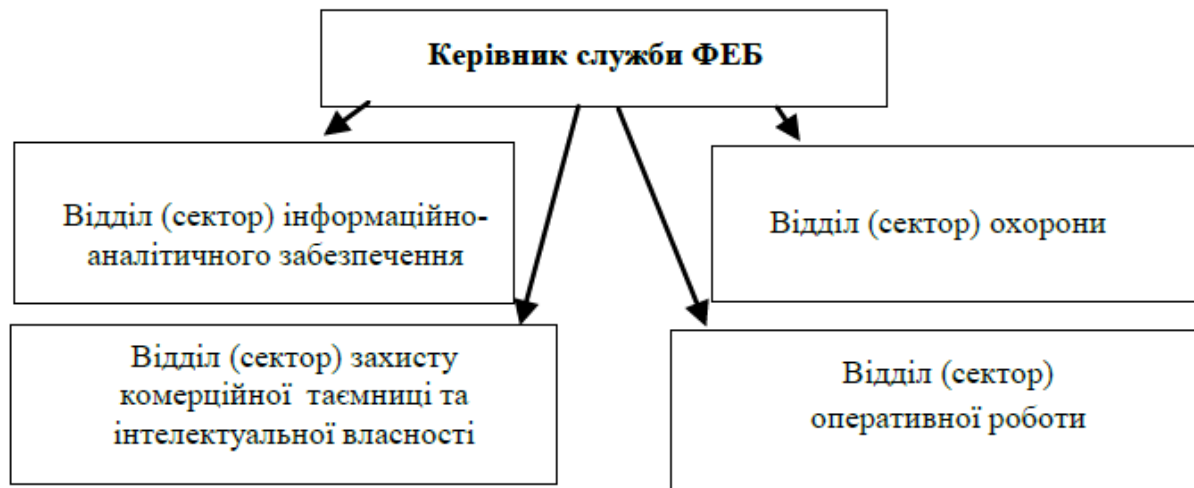 Керівник служби ФЕБ
Відділ (сектор) інформаційно-
аналітичного забезпечення
Відділ (сектор) охорони
Відділ (сектор) захисту
комерційної таємниці та
інтелектуальної власності
Відділ (сектор)
оперативної роботи